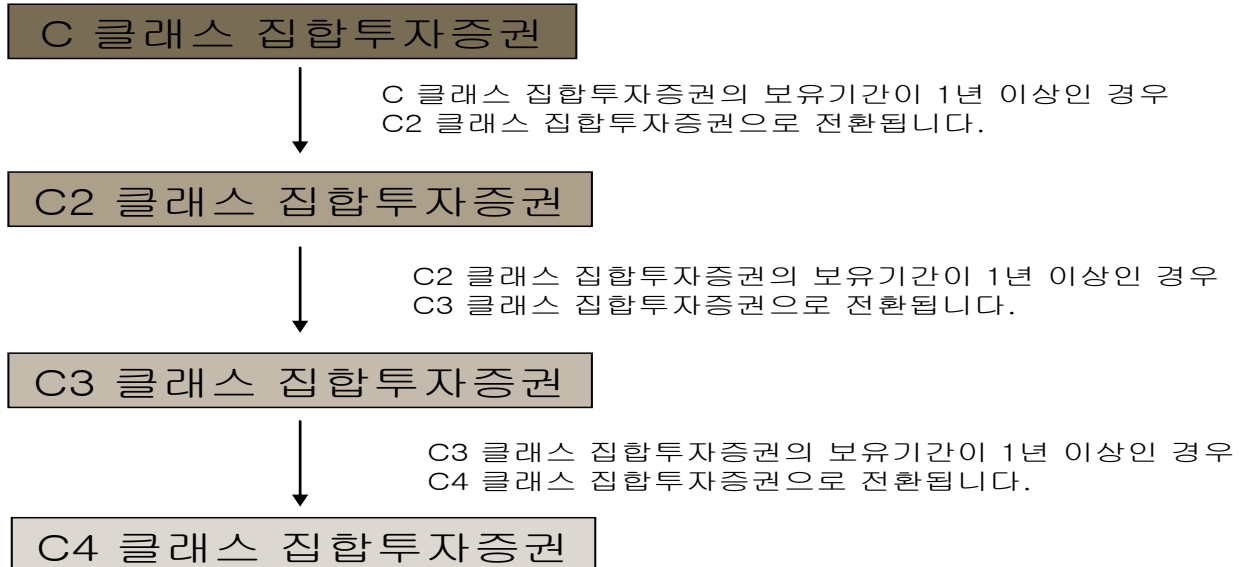 C 클래스 집합투자증권
C 클래스 집합투자증권의 보유기간이 1년 이상인 경우
C2 클래스 집합투자증권으로 전환됩니다.
C2 클래스 집합투자증권
C2 클래스 집합투자증권의 보유기간이 1년 이상인 경우
C3 클래스 집합투자증권으로 전환됩니다.
C3 클래스 집합투자증권
C3 클래스 집합투자증권의 보유기간이 1년 이상인 경우
C4 클래스 집합투자증권으로 전환됩니다.
C4 클래스 집합투자증권